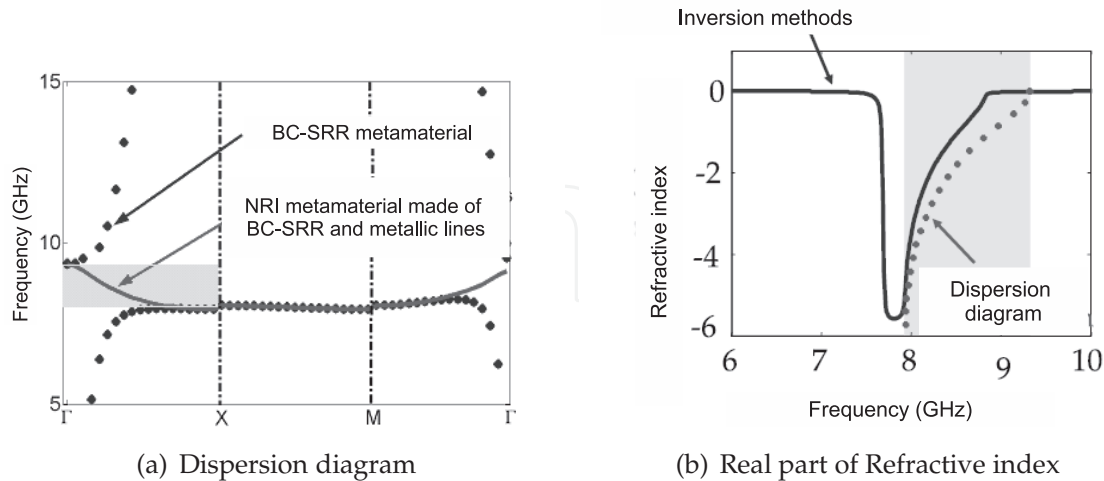 15
10
5
Frequency (GHz)
BC-SRR metamaterial
NRI metamaterial made of
BC-SRR and metallic lines
Γ
X
M
Γ
(a) Dispersion diagram
Inversion methods
0
-2
-4
-6
Refractive index
Dispersion
diagram
6
7
8
9
10
Frequency (GHz)
(b) Real part of Refractive index